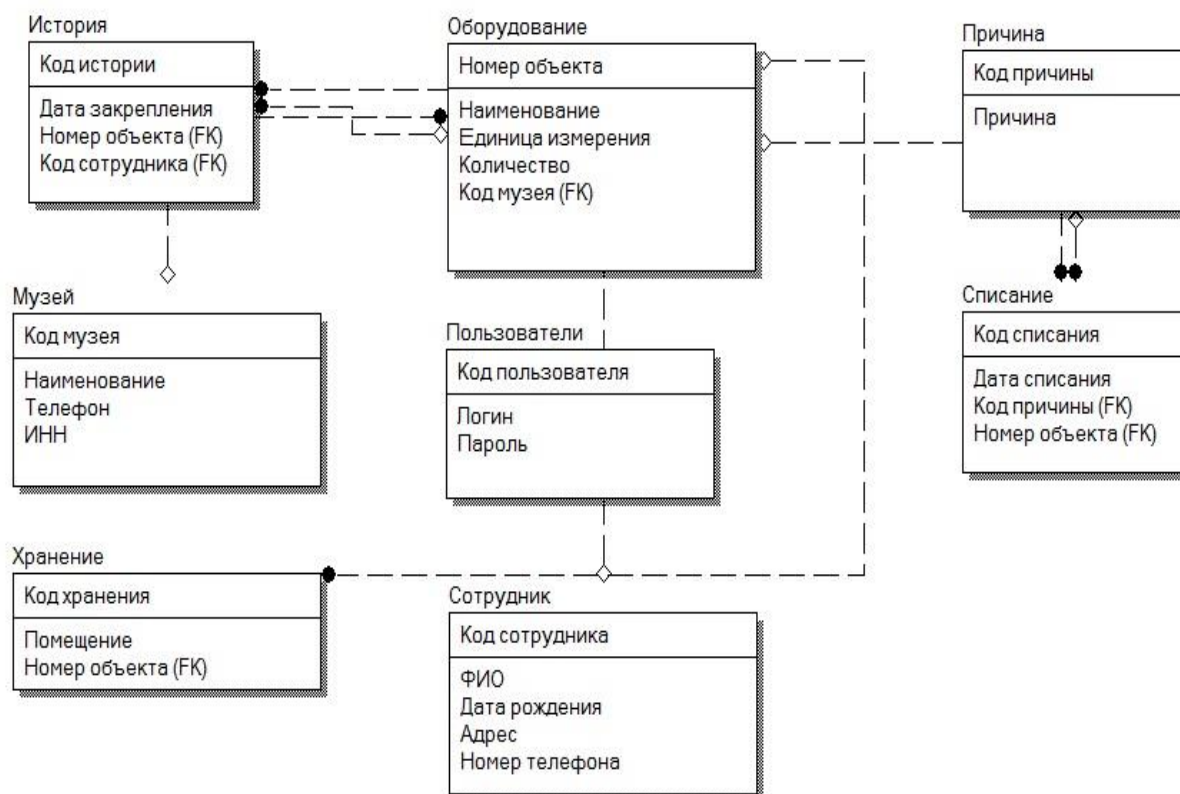 История
Код истории
Дата закрепления
Номер объекта (FK)
Код сотрудника (FK)
Оборудование
Номер объекта
Наименование
Единица измерения
Количество
Код музея (FK)
Причина
Код причины
Причина
Музей
Код музея
Наименование
Телефон
ИНН
Пользователи
Код пользователя
Логин
Пароль
Списание
Код списания
Дата списания
Код причины (FK)
Номер объекта (FK)
Хранение
Код хранения
Помещение
Номер объекта (FK)
Сотрудник
Код сотрудника
ФИО
Дата рождения
Адрес
Номер телефона